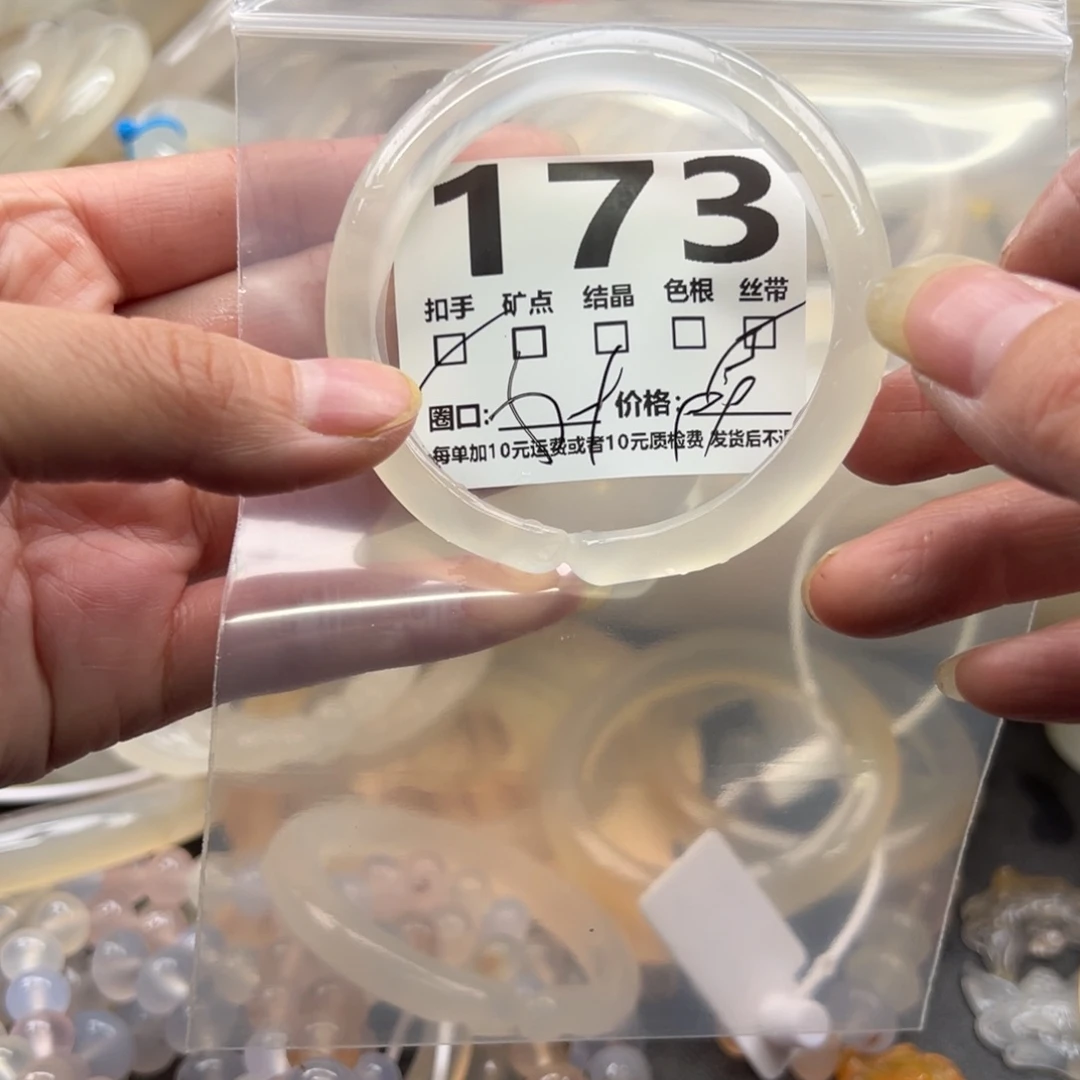 173
扣手 矿点 结晶 色根 丝带
圈口: 价格:
每单加10元运费或者10元质检费 发货后不